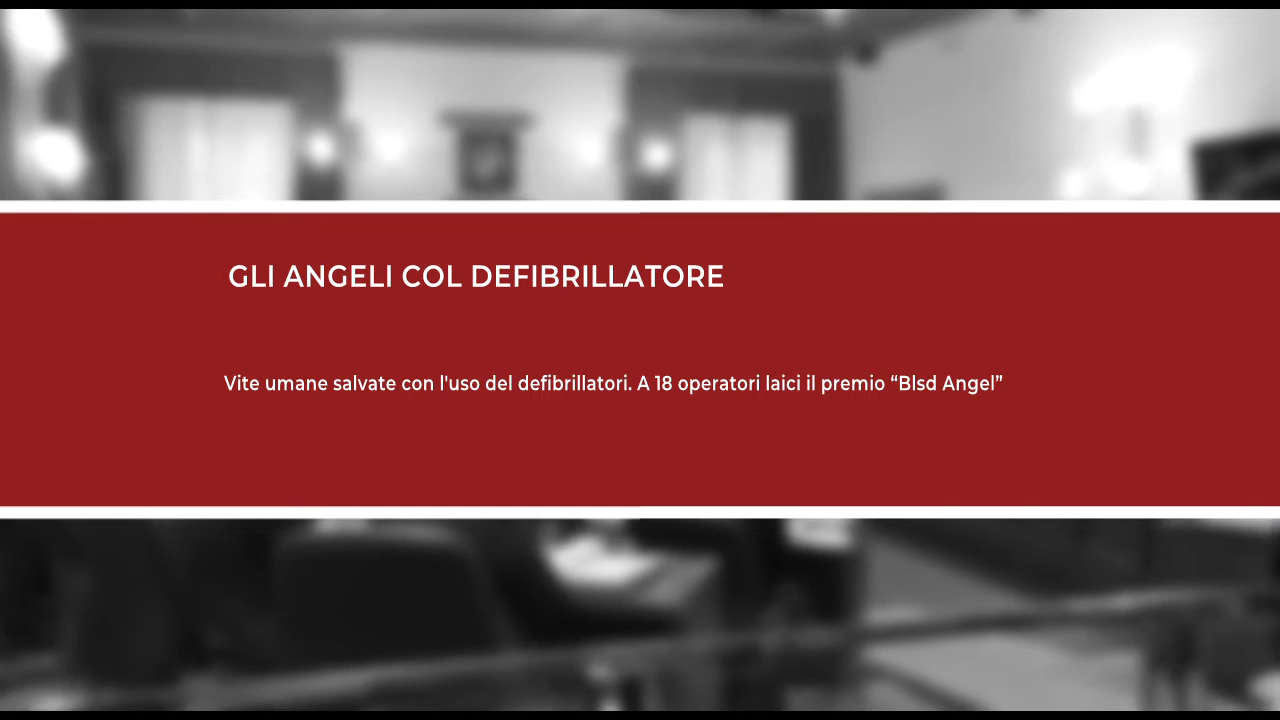 GLI ANGELI COL DEFIBRILLATORE
Vite umane salvate con l'uso del defibrillatori. A 18 operatori laici il premio “Blsd Angel”